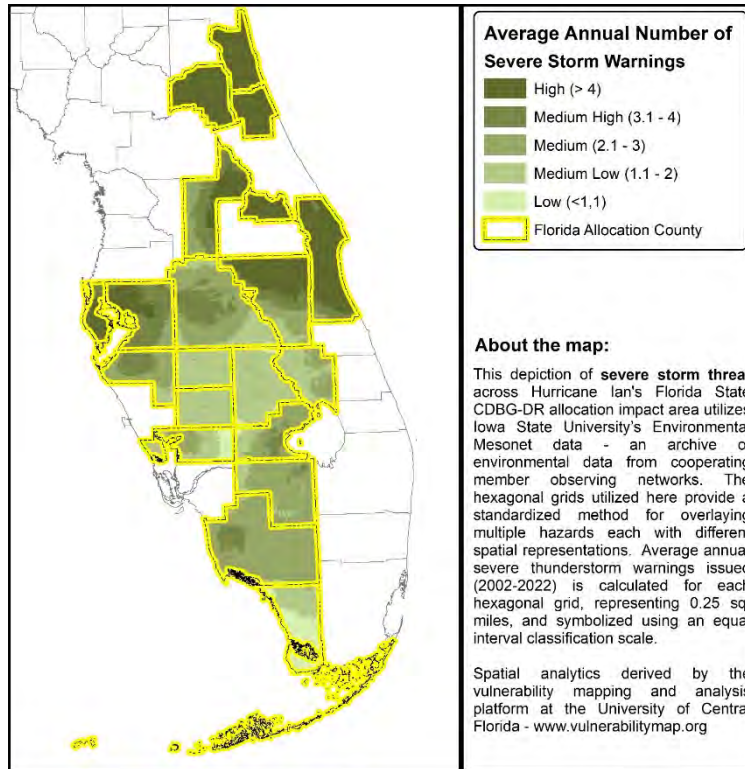 Average Annual Number of
Severe Storm Warnings
High (> 4)
Medium High (3.1 - 4)
Medium (2.1 - 3)
Medium Low (1.1 - 2)
Low (<1,1)
Florida Allocation County
About the map:
This depiction of severe storm threa
across Hurricane Ian's Florida State
CDBG-DR allocation impact area utilizes
Iowa State University's Environmenta
Mesonet data - an archive o
environmental data from cooperating
member observing networks. The
hexagonal grids utilized here provide a
standardized method for overlaying
multiple hazards each with differen
spatial representations. Average annua
severe thunderstorm warnings issued
(2002-2022) is calculated for each
hexagonal grid, representing 0.25 sq
miles, and symbolized using an equa
interval classification scale.
Spatial analytics derived by the
vulnerability mapping and analysis
platform at the University of Centra
Florida - www.vulnerabilitymap.org